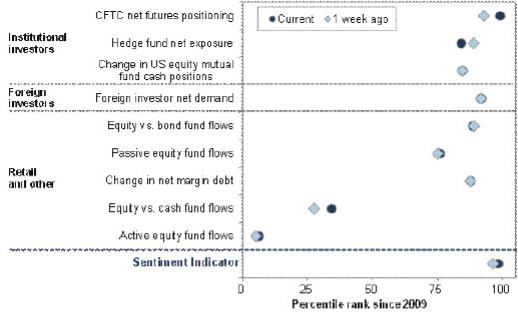 Current 1 week ago
Institutional
investors
CFTC net futures positioning
Hedge fund net exposure
Change in US equity mutual
fund cash positions
Foreign
investors
Foreign investor net demand
Retail
and other
Equity vs. bond fund flows
Passive equity fund flows
Change in net margin debt
Equity vs. cash fund flows
Active equity fund flows
Sentiment Indicator
0 25 50 75 100
Percentile rank since 2009